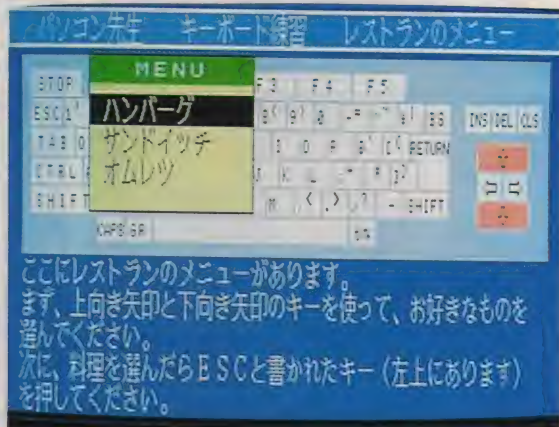 パソコン先生 キーボード練習 レストランのメニュー
MENU
ハンバーグ
サンドイッチ
オムレツ
STOP F3 F4 F5
ESC BS INS DEL CLS
TAB RETURN
CTRL
SHIFT SHIFT
CAPS GR かな
ここにレストランのメニューがあります。
まず、上向き矢印と下向き矢印のキーを使って、お好きなものを
選んでください。
次に、料理を選んだらESCと書かれたキー（左上にあります）
を押してください。